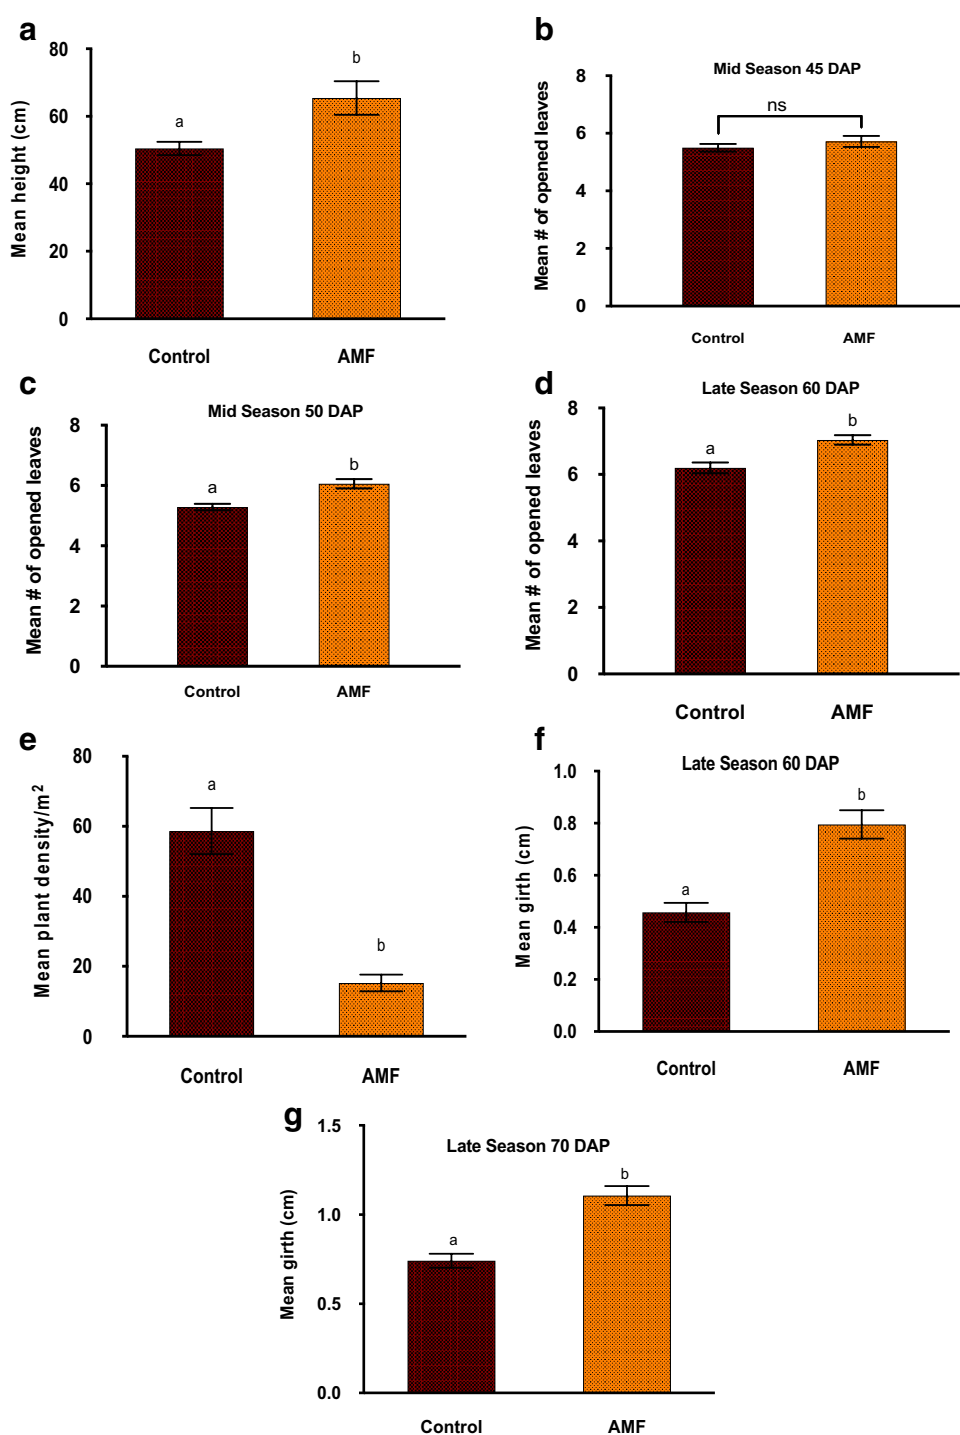 a
80
60
40
20
0
Mean height (cm)
a
b
Control AMF
b
Mid Season 45 DAP
8
6
4
2
0
Mean # of opened leaves
ns
Control AMF
c
Mid Season 50 DAP
8
6
4
2
0
Mean # of opened leaves
a
b
Control AMF
d
Late Season 60 DAP
8
6
4
2
0
Mean # of opened leaves
a
b
Control AMF
e
80
60
40
20
0
Mean plant density/m²
a
b
Control AMF
f
Late Season 60 DAP
1.0
0.8
0.6
0.4
0.2
0.0
Mean girth (cm)
a
b
Control AMF
g
Late Season 70 DAP
1.5
1.0
0.5
0.0
Mean girth (cm)
a
b
Control AMF